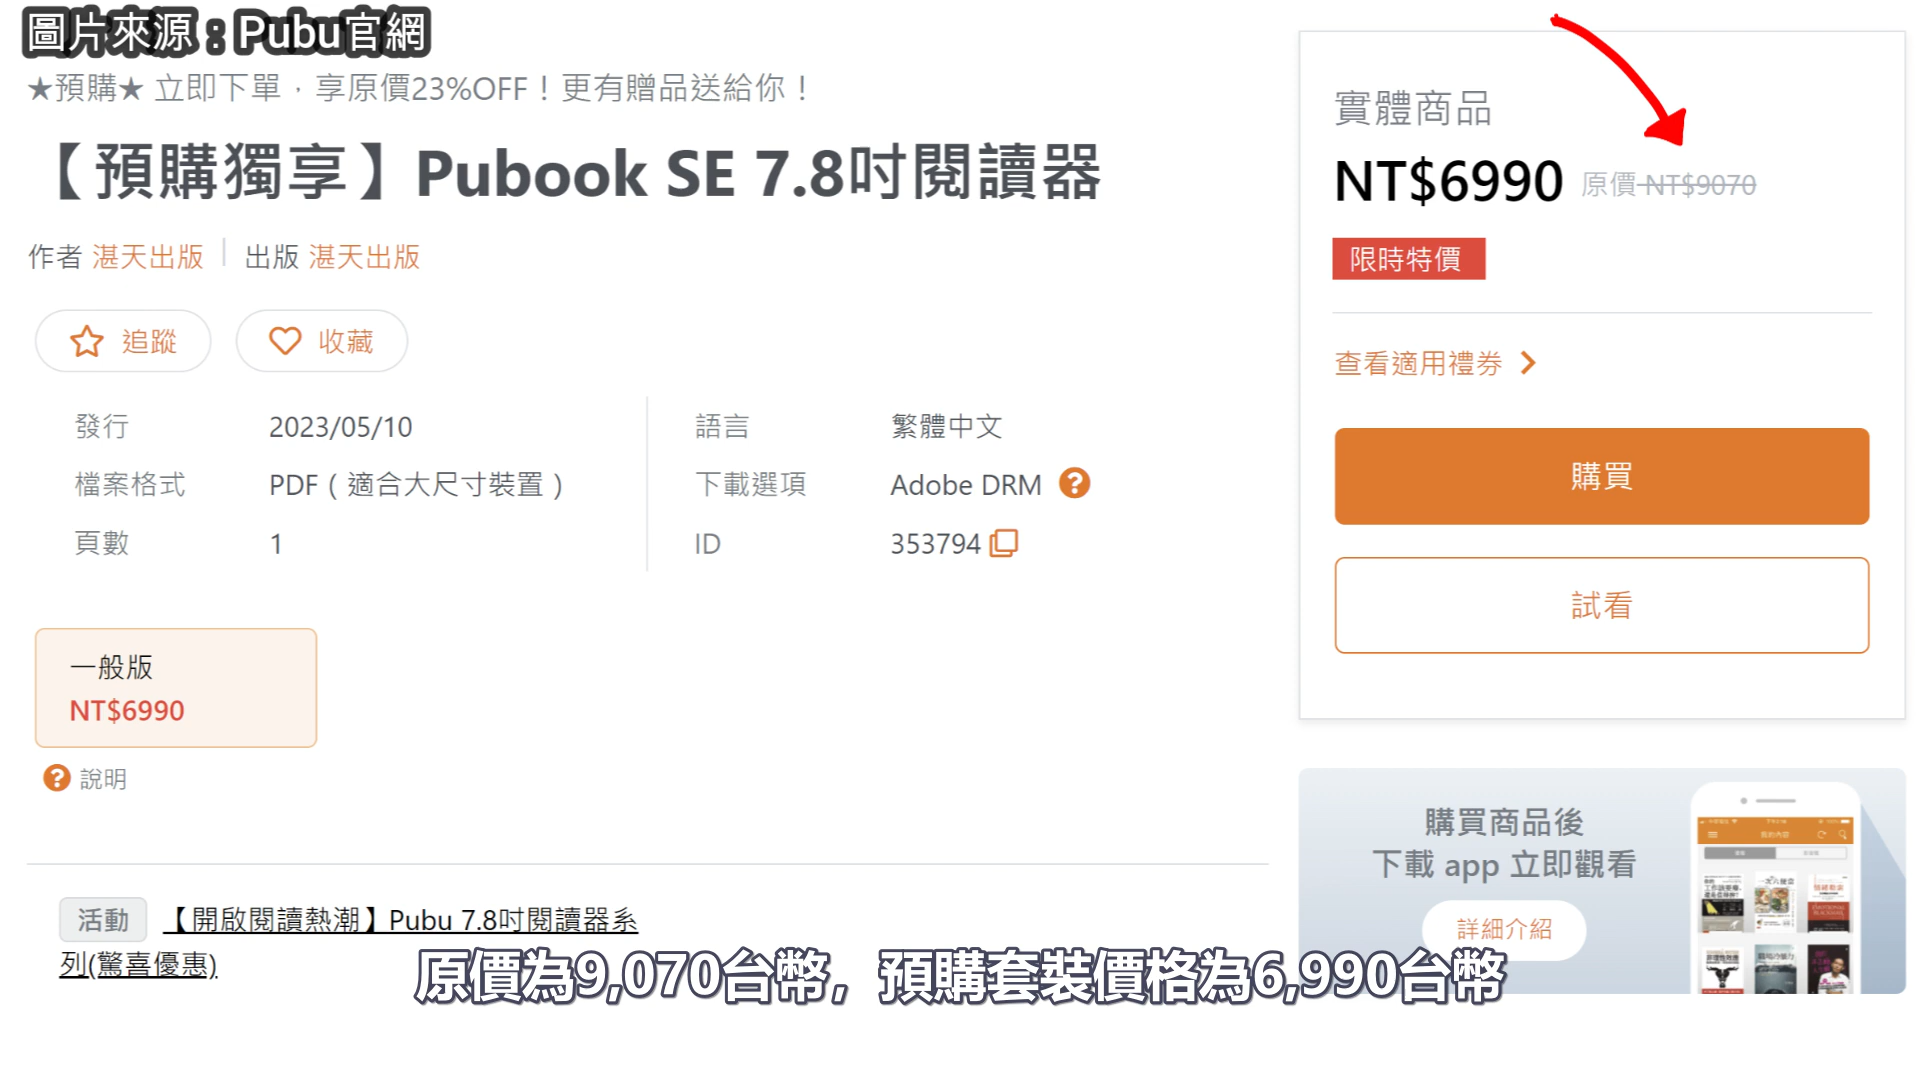 圖片來源：Pubu官網
★預購★ 立即下單，享原價23%OFF！更有贈品送給你！
【預購獨享】Pubook SE 7.8吋閱讀器
作者 湛天出版 出版 湛天出版
追蹤 收藏
發行 2023/05/10 語言 繁體中文
檔案格式 PDF（適合大尺寸裝置） 下載選項 Adobe DRM ?
頁數 1 ID 353794
一般版
NT$6990
? 說明
活動 【開啟閱讀熱潮】Pubu 7.8吋閱讀器系
列(驚喜優惠)
實體商品
NT$6990 原價 NT$9070
限時特價
查看適用禮券
購買
試看
購買商品後
下載 app 立即觀看
詳細介紹
原價為9,070台幣，預購套裝價格為6,990台幣